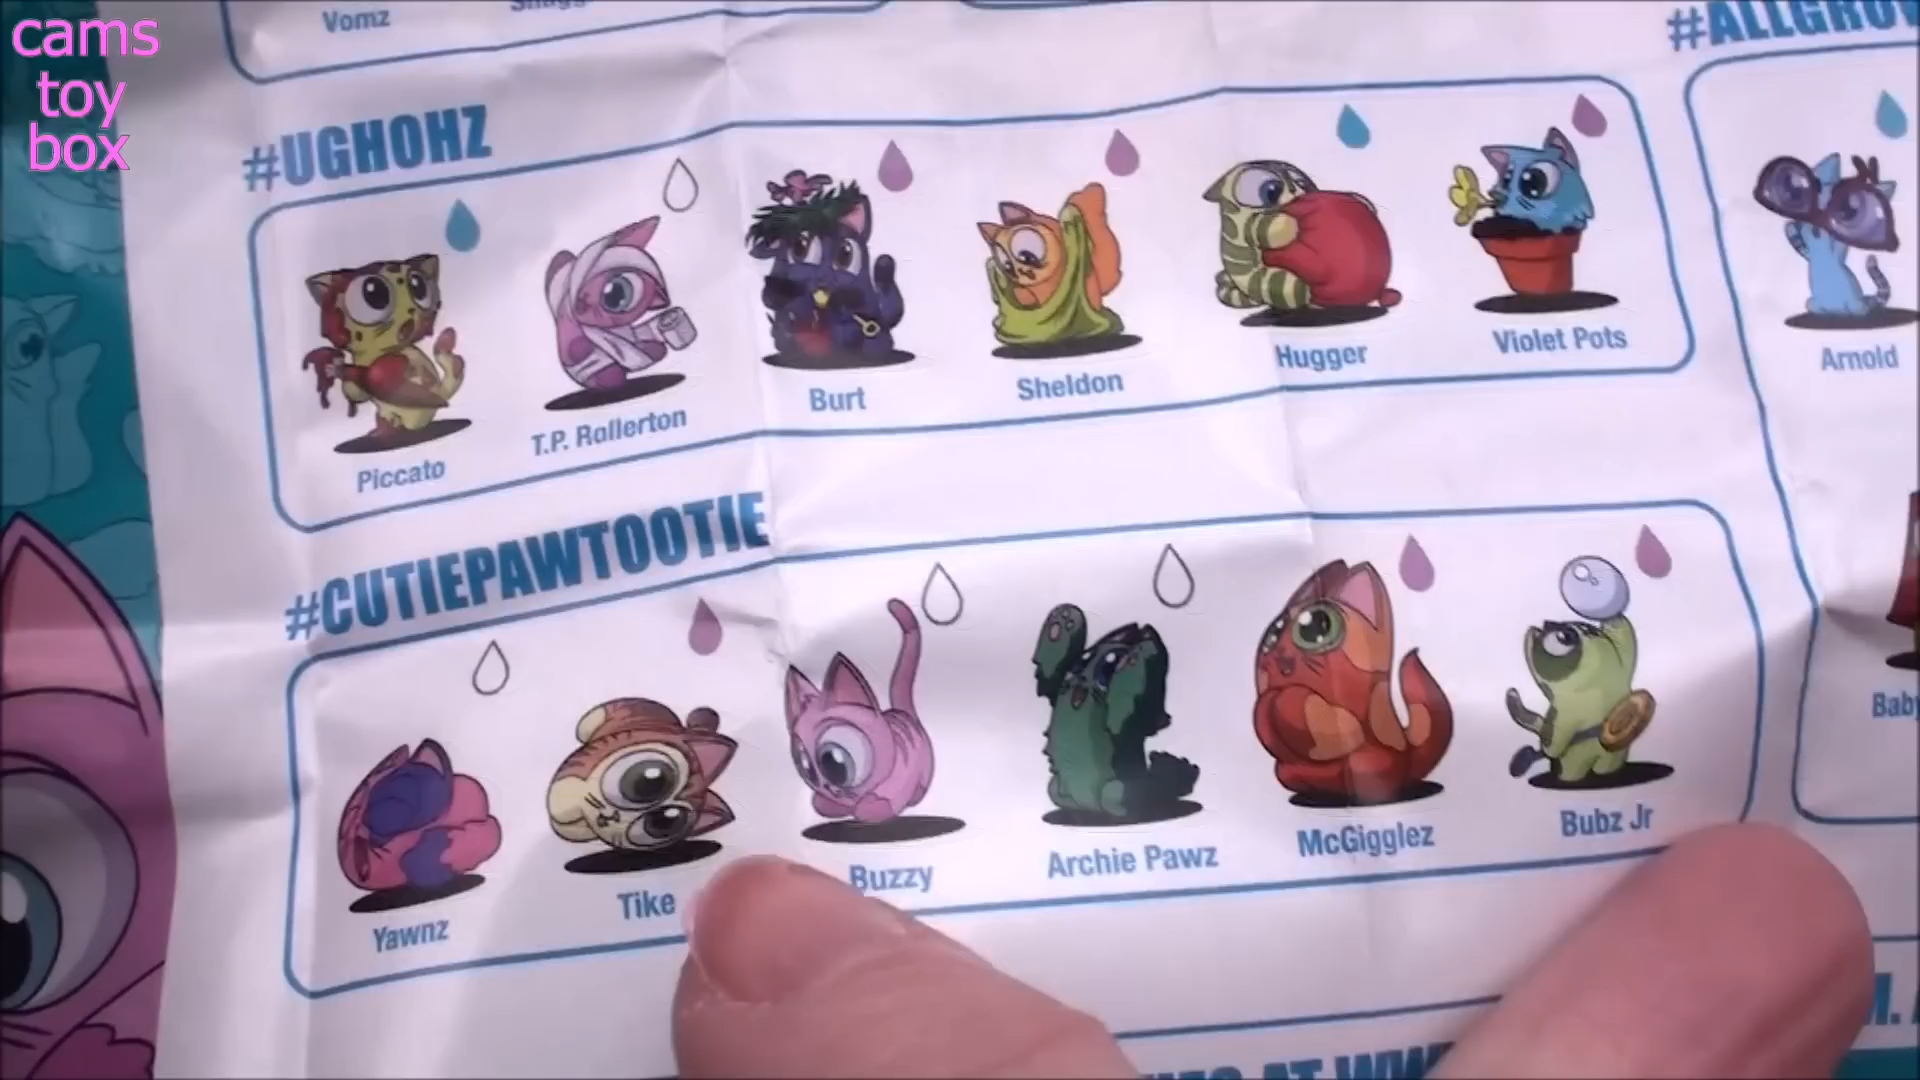 cams
toy
box
Vomz
#UGHOHZ
Piccato
T.P. Rollerton
Burt
Sheldon
Hugger
Violet Pots
Arnold
#CUTIEPAWTOOTIE
Yawnz
Tike
Buzzy
Archie Pawz
McGigglez
Bubz Jr